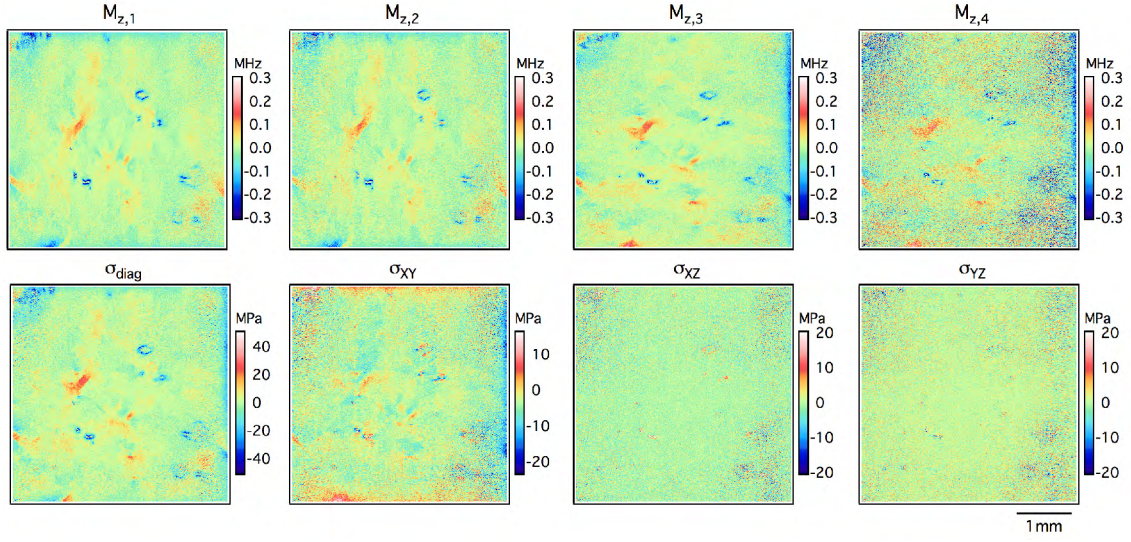 M_z,1 M_z,2 M_z,3 M_z,4
MHz MHz MHz MHz
0.3 0.3 0.3 0.3
0.2 0.2 0.2 0.2
0.1 0.1 0.1 0.1
0.0 0.0 0.0 0.0
-0.1 -0.1 -0.1 -0.1
-0.2 -0.2 -0.2 -0.2
-0.3 -0.3 -0.3 -0.3
σ_diag σ_XY σ_XZ σ_YZ
MPa MPa MPa MPa
40 10 20 20
20 0 10 10
0 -10 0 0
-20 -20 -10 -10
-40 -20 -20
1mm